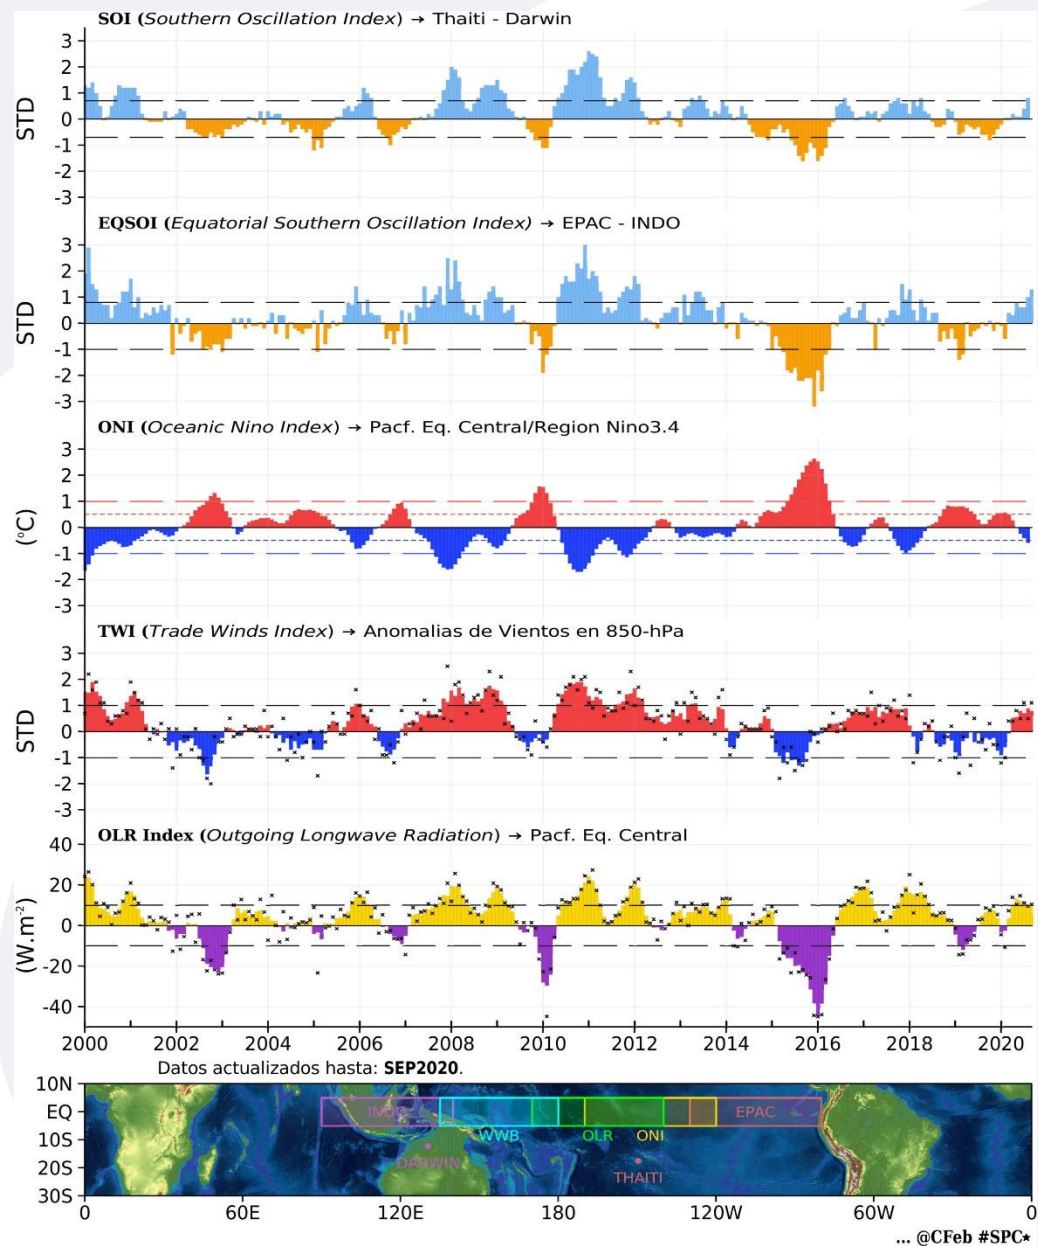 SOI (Southern Oscillation Index) → Thaiti - Darwin
3
2
1
0
-1
-2
-3
STD
EQSOI (Equatorial Southern Oscillation Index) → EPAC - INDO
3
2
1
0
-1
-2
-3
STD
ONI (Oceanic Nino Index) → Pacf. Eq. Central/Region Nino3.4
3
2
1
0
-1
-2
-3
(°C)
TWI (Trade Winds Index) → Anomalias de Vientos en 850-hPa
3
2
1
0
-1
-2
-3
STD
OLR Index (Outgoing Longwave Radiation) → Pacf. Eq. Central
40
20
0
-20
-40
(W.m⁻²)
2000 2002 2004 2006 2008 2010 2012 2014 2016 2018 2020
Datos actualizados hasta: SEP2020.
10N
EQ
10S
20S
30S
INDO EPAC
WWB OLR ONI
DARWIN
THAITI
0 60E 120E 180 120W 60W 0
... @CFeb #SPC★